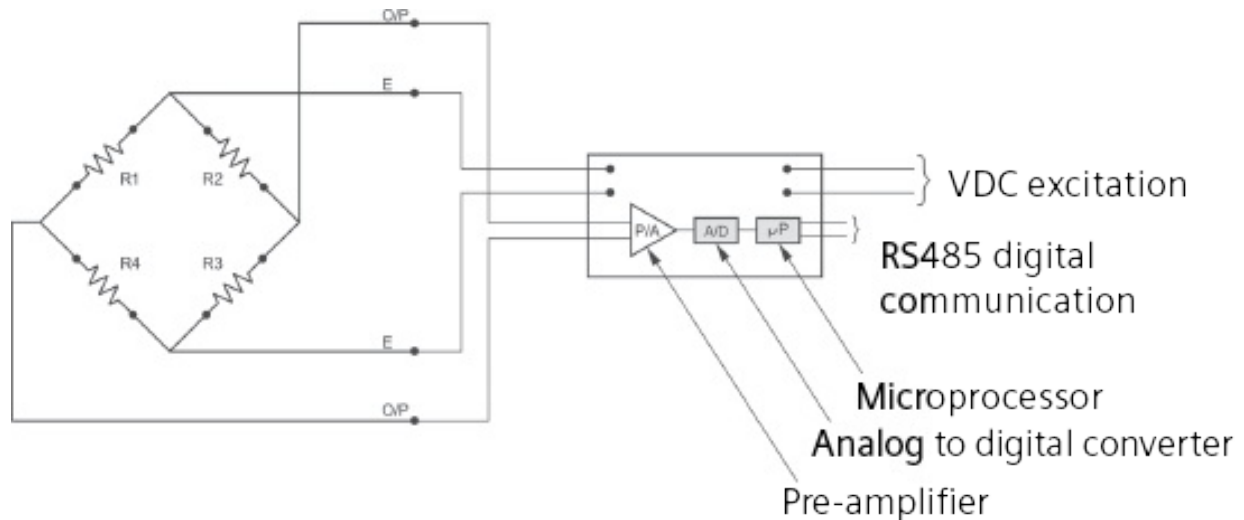 O/P
E
R1
R2
VDC excitation
P/A
A/D
µP
R4
R3
RS485 digital
communication
E
Microprocessor
O/P
Analog to digital converter
Pre-amplifier